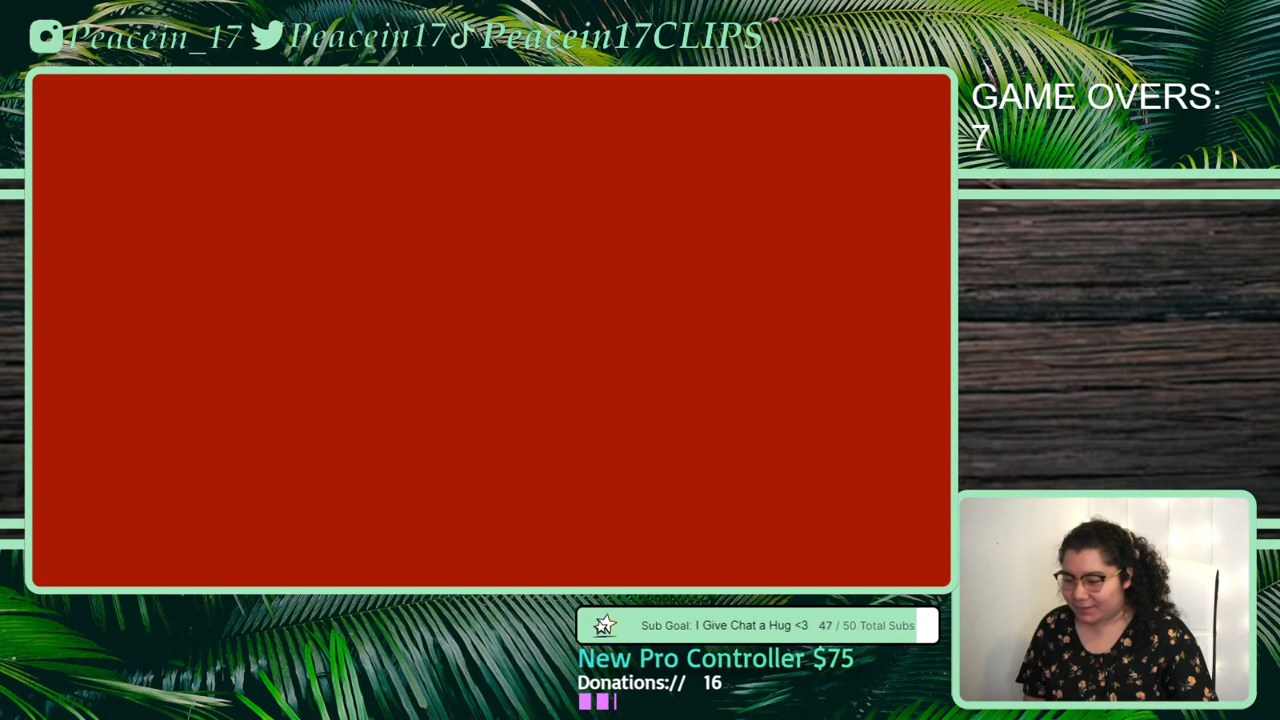 Peacein_17 Peacein17 Peacein17CLIPS
GAME OVERS:
7
Sub Goal: I Give Chat a Hug <3 47 / 50 Total Subs
New Pro Controller $75
Donations:// 16